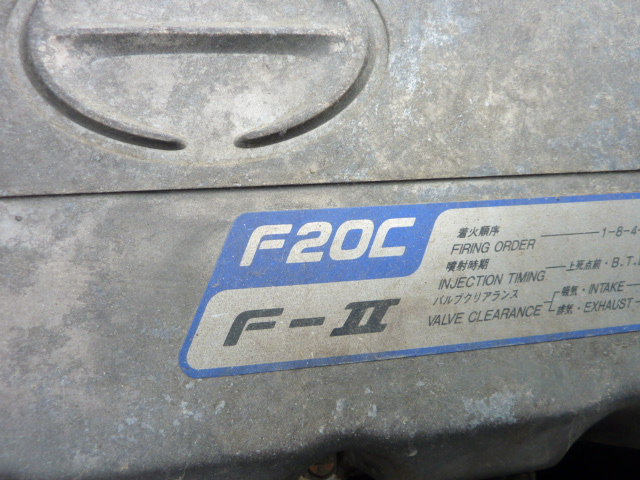 F20C
F-II
着火順序 1-8-4-
FIRING ORDER
噴射時期 上死点前・B.T.
INJECTION TIMING
バルブクリアランス 吸気・INTAKE
VALVE CLEARANCE 排気・EXHAUST